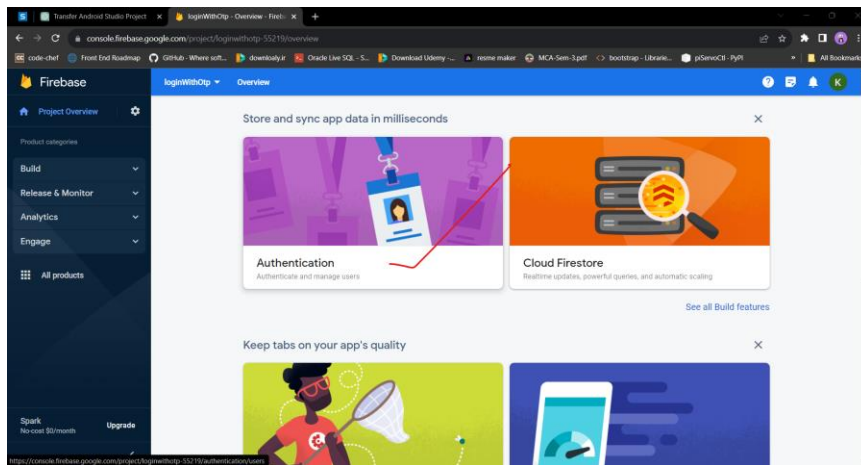 Transfer Android Studio Project
loginWithOtp - Overview - Fireba
console.firebase.google.com/project/loginwithotp-55219/overview
code-chef
Front End Roadmap
GitHub - Where soft...
downloaly.ir
Oracle Live SQL - S...
Download Udemy -...
resme maker
MCA-Sem-3.pdf
bootstrap - Librarie...
piServoCtl · PyPI
»
All Bookmarks
Firebase
loginWithOtp
Overview
K
Project Overview
Product categories
Build
Release & Monitor
Analytics
Engage
All products
Spark
No-cost $0/month
Upgrade
Store and sync app data in milliseconds
Authentication
Authenticate and manage users
Cloud Firestore
Realtime updates, powerful queries, and automatic scaling
See all Build features
Keep tabs on your app's quality
https://console.firebase.google.com/project/loginwithotp-55219/authentication/users